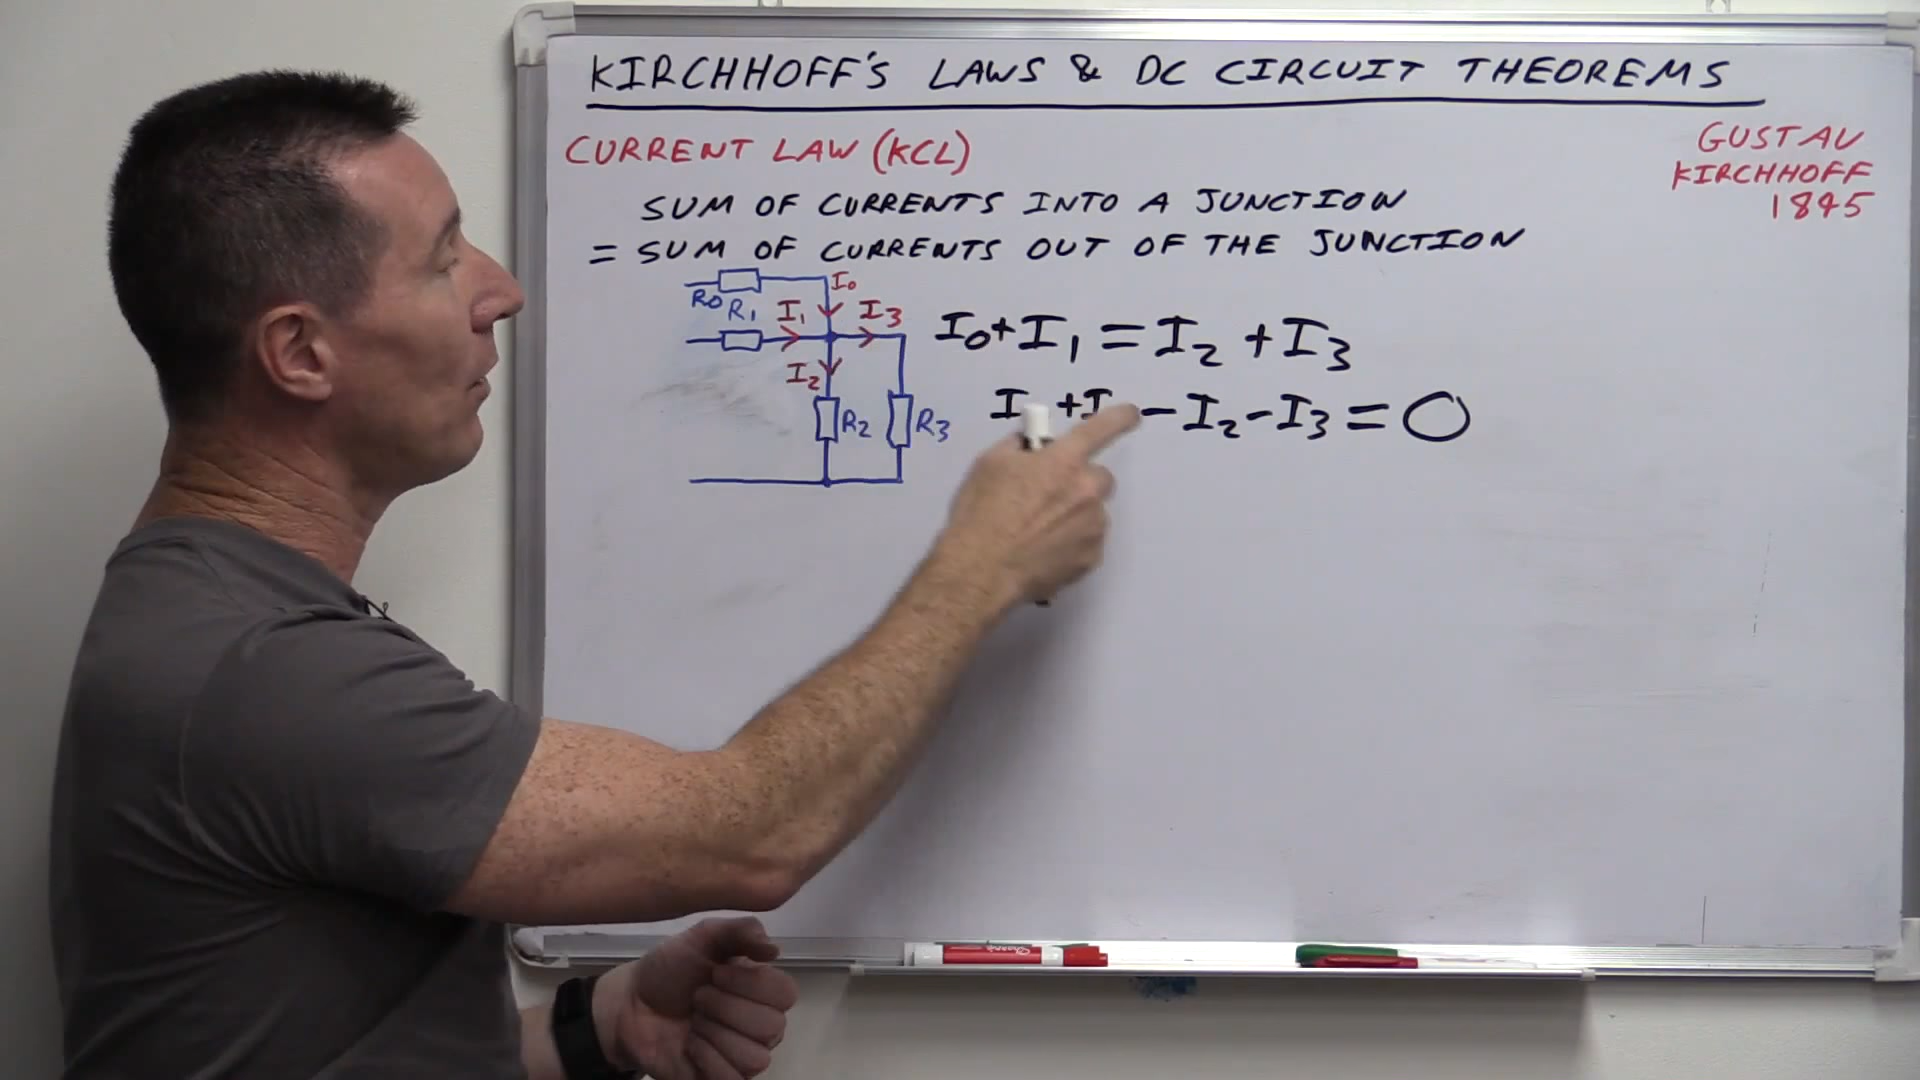 KIRCHHOFF'S LAWS & DC CIRCUIT THEOREMS
CURRENT LAW (KCL)
GUSTAV
KIRCHHOFF
1845
SUM OF CURRENTS INTO A JUNCTION
= SUM OF CURRENTS OUT OF THE JUNCTION
I0
R0
R1
I1
I3
I2
R2
R3
I0+I1=I2+I3
I +I -I2-I3=0
Sharpie